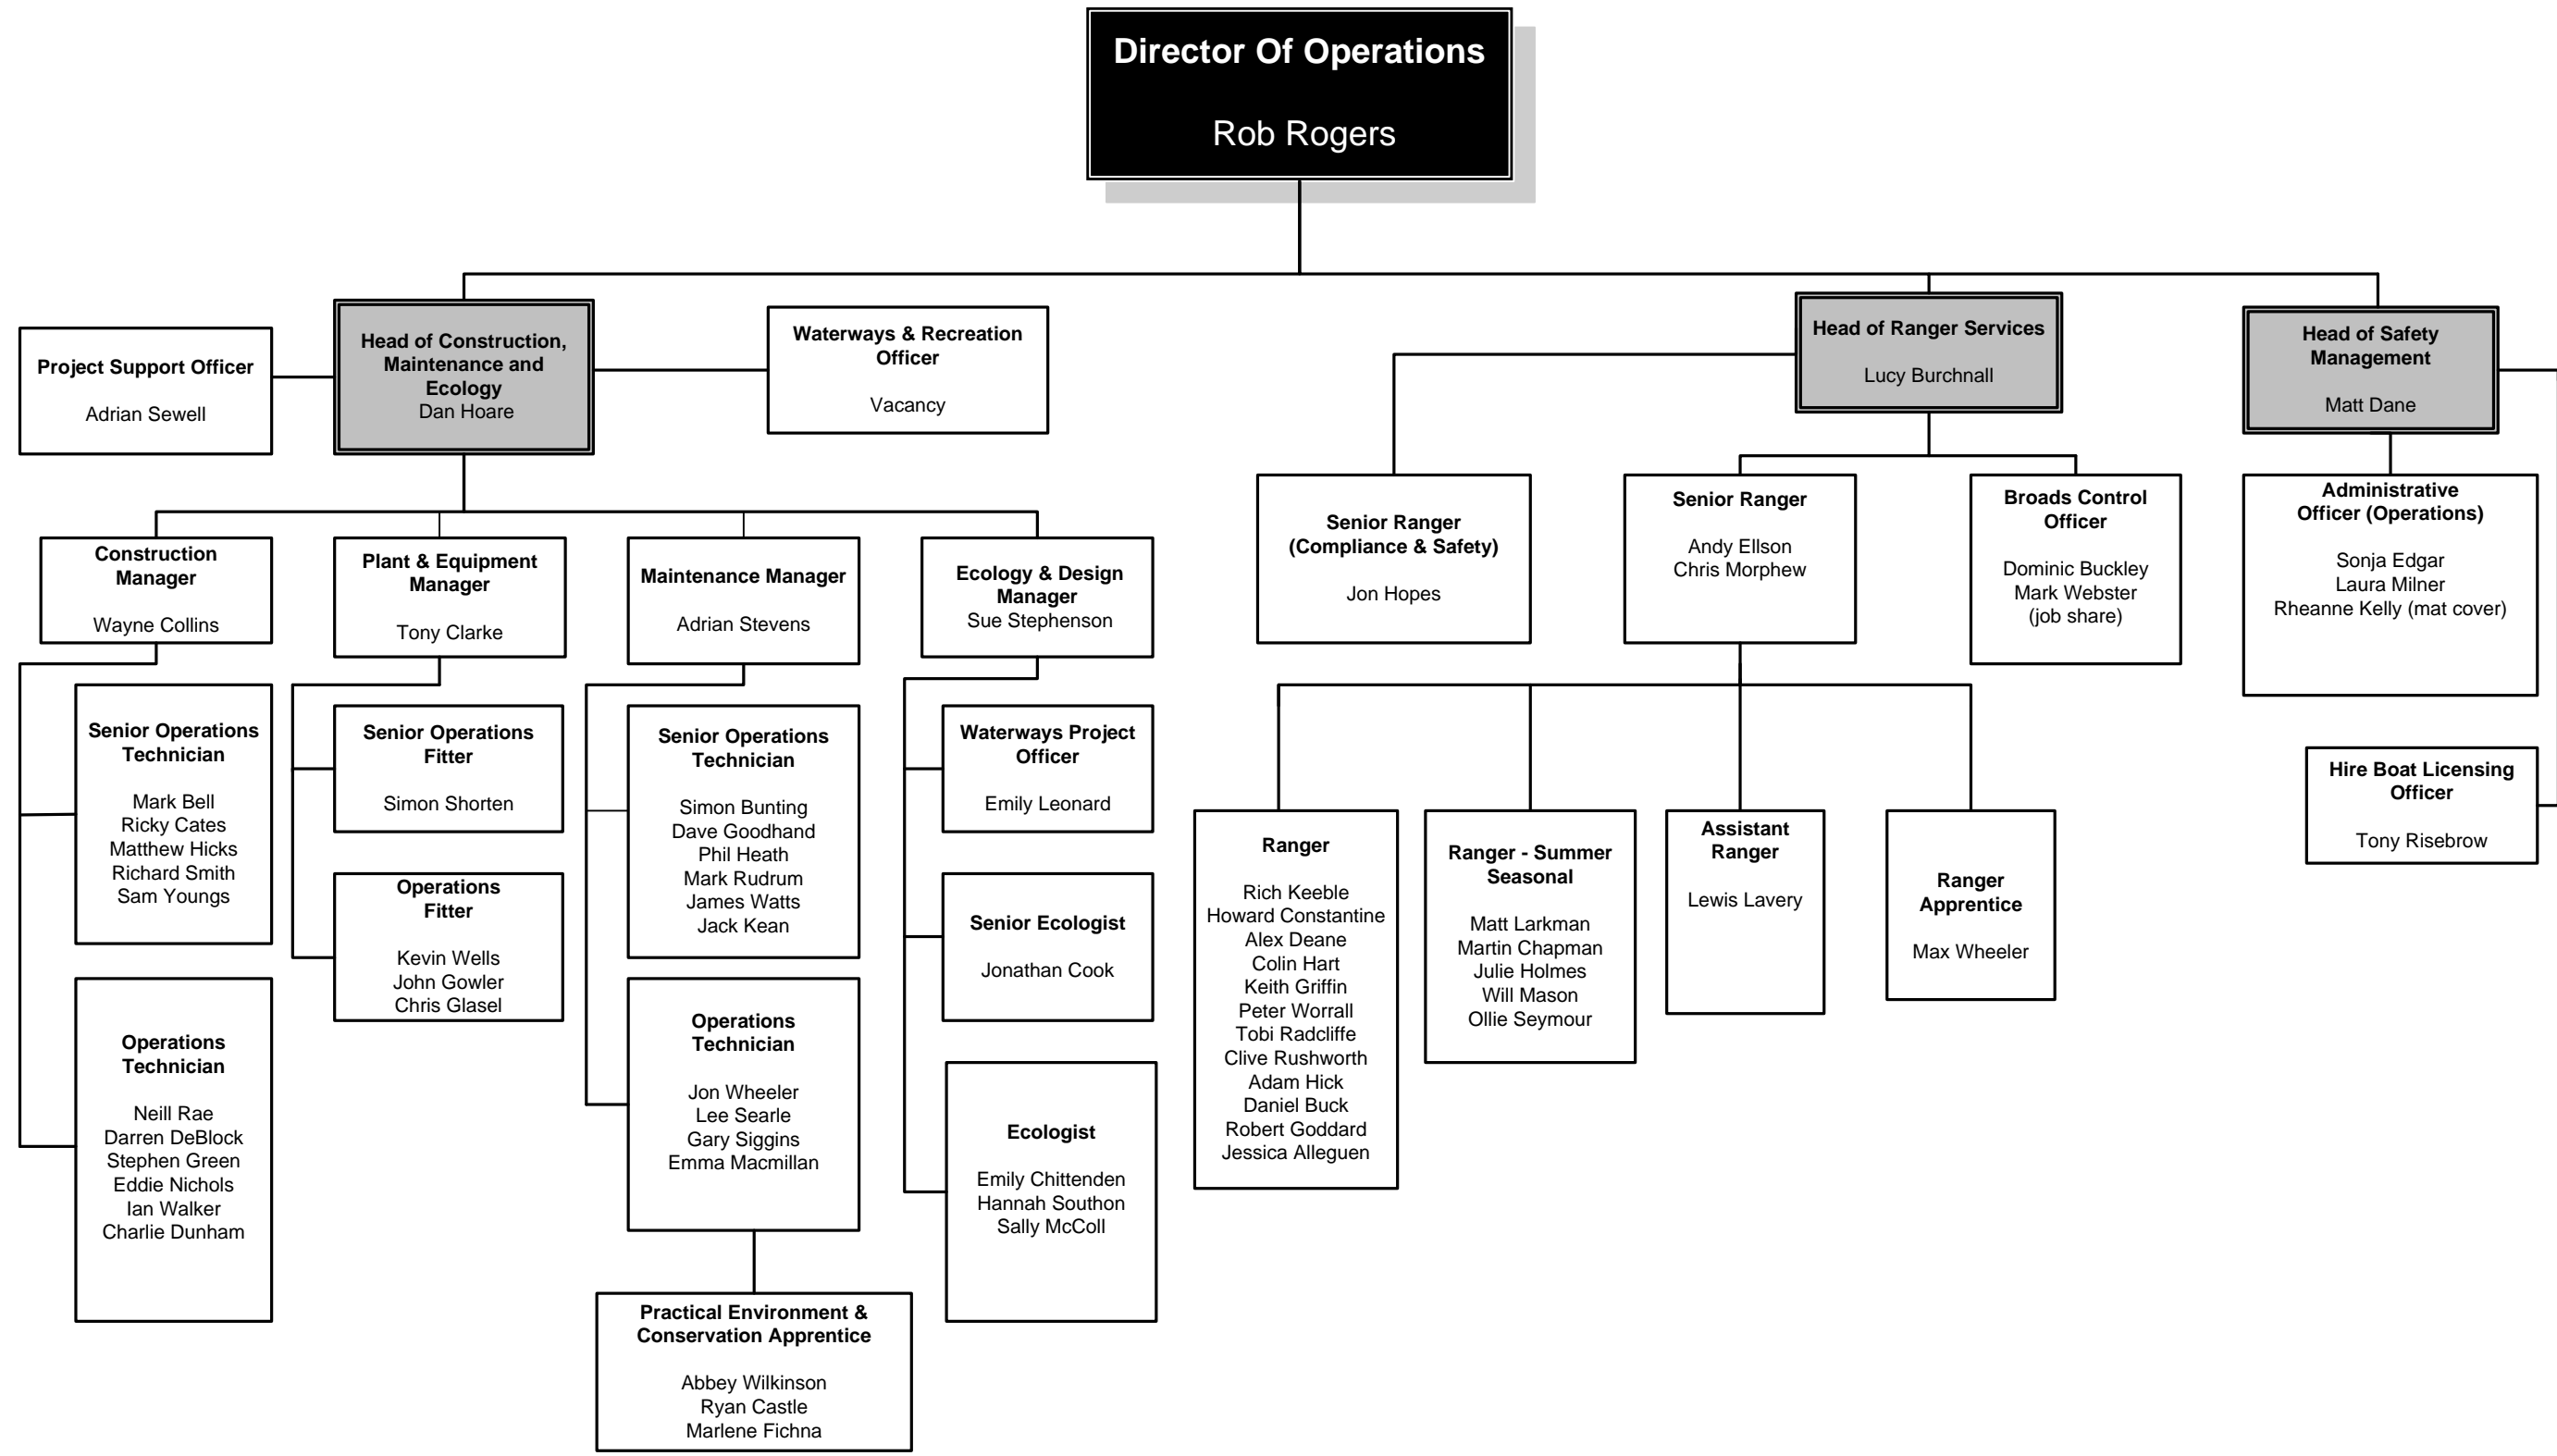 Director Of Operations
Rob Rogers
Project Support Officer
Adrian Sewell
Head of Construction,
Maintenance and
Ecology
Dan Hoare
Waterways & Recreation
Officer
Vacancy
Head of Ranger Services
Lucy Burchnall
Head of Safety
Management
Matt Dane
Construction
Manager
Wayne Collins
Plant & Equipment
Manager
Tony Clarke
Maintenance Manager
Adrian Stevens
Ecology & Design
Manager
Sue Stephenson
Senior Ranger
(Compliance & Safety)
Jon Hopes
Senior Ranger
Andy Ellson
Chris Morphew
Broads Control
Officer
Dominic Buckley
Mark Webster
(job share)
Administrative
Officer (Operations)
Sonja Edgar
Laura Milner
Rheanne Kelly (mat cover)
Senior Operations
Technician
Mark Bell
Ricky Cates
Matthew Hicks
Richard Smith
Sam Youngs
Senior Operations
Fitter
Simon Shorten
Senior Operations
Technician
Simon Bunting
Dave Goodhand
Phil Heath
Mark Rudrum
James Watts
Jack Kean
Waterways Project
Officer
Emily Leonard
Hire Boat Licensing
Officer
Tony Risebrow
Operations
Fitter
Kevin Wells
John Gowler
Chris Glasel
Senior Ecologist
Jonathan Cook
Ranger
Rich Keeble
Howard Constantine
Alex Deane
Colin Hart
Keith Griffin
Peter Worrall
Tobi Radcliffe
Clive Rushworth
Adam Hick
Daniel Buck
Robert Goddard
Jessica Alleguen
Ranger - Summer
Seasonal
Matt Larkman
Martin Chapman
Julie Holmes
Will Mason
Ollie Seymour
Assistant
Ranger
Lewis Lavery
Ranger
Apprentice
Max Wheeler
Operations
Technician
Neill Rae
Darren DeBlock
Stephen Green
Eddie Nichols
Ian Walker
Charlie Dunham
Operations
Technician
Jon Wheeler
Lee Searle
Gary Siggins
Emma Macmillan
Ecologist
Emily Chittenden
Hannah Southon
Sally McColl
Practical Environment &
Conservation Apprentice
Abbey Wilkinson
Ryan Castle
Marlene Fichna